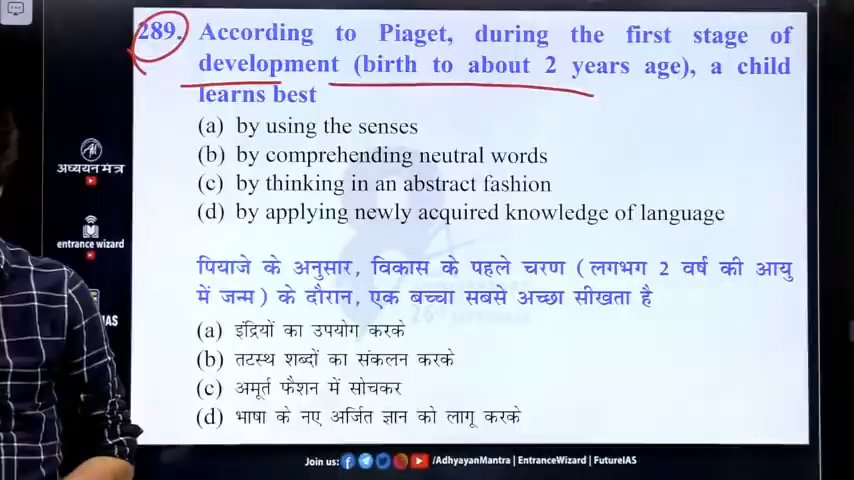 289. According to Piaget, during the first stage of
development (birth to about 2 years age), a child
learns best
(a) by using the senses
(b) by comprehending neutral words
(c) by thinking in an abstract fashion
(d) by applying newly acquired knowledge of language
पियाजे के अनुसार, विकास के पहले चरण (लगभग 2 वर्ष की आयु
में जन्म) के दौरान, एक बच्चा सबसे अच्छा सीखता है
(a) इंद्रियों का उपयोग करके
(b) तटस्थ शब्दों का संकलन करके
(c) अमूर्त फैशन में सोचकर
(d) भाषा के नए अर्जित ज्ञान को लागू करके
अध्ययन मंत्र
entrance wizard
IAS
Join us: /AdhyayanMantra | EntranceWizard | FutureIAS